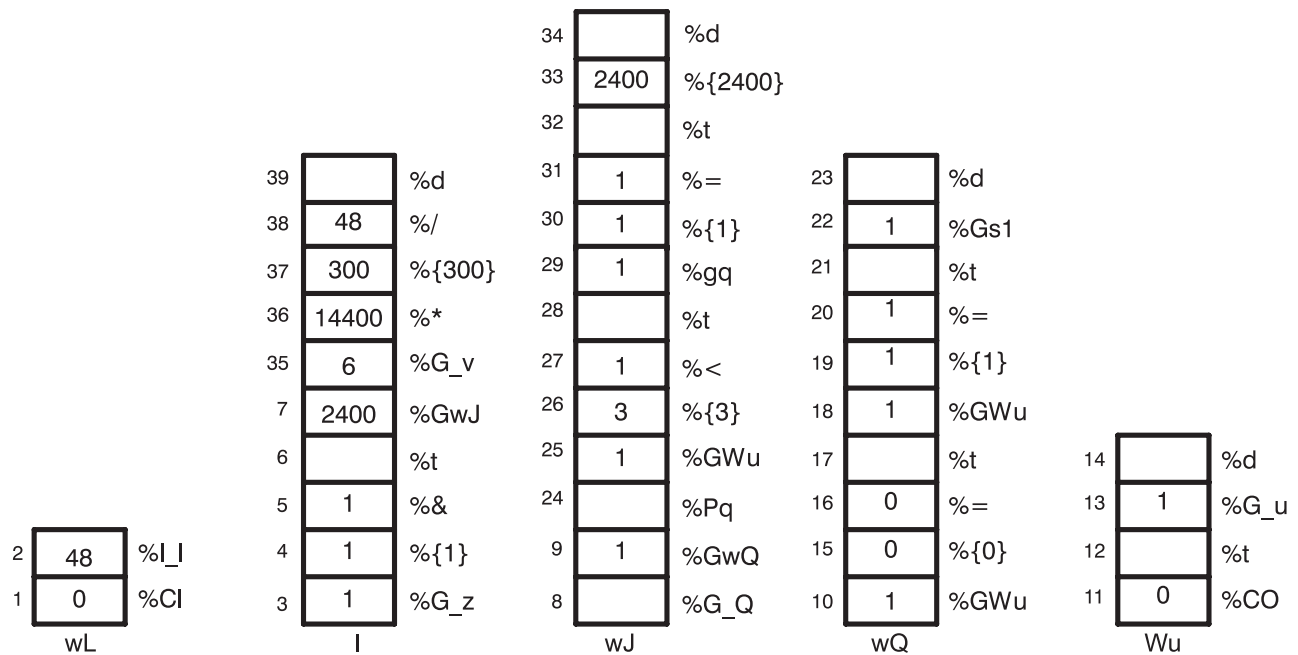 34 %d
33 2400 %{2400}
32 %t
39 %d 31 1 %= 23 %d
38 48 %/ 30 1 %{1} 22 1 %Gs1
37 300 %{300} 29 1 %gq 21 %t
36 14400 %* 28 %t 20 1 %=
35 6 %G_v 27 1 %< 19 1 %{1}
7 2400 %GwJ 26 3 %{3} 18 1 %GWu
6 %t 25 1 %GWu 17 %t 14 %d
5 1 %& 24 %Pq 16 0 %= 13 1 %G_u
2 48 %I_I 4 1 %{1} 9 1 %GwQ 15 0 %{0} 12 %t
1 0 %CI 3 1 %G_z 8 %G_Q 10 1 %GWu 11 0 %CO
wL I wJ wQ Wu